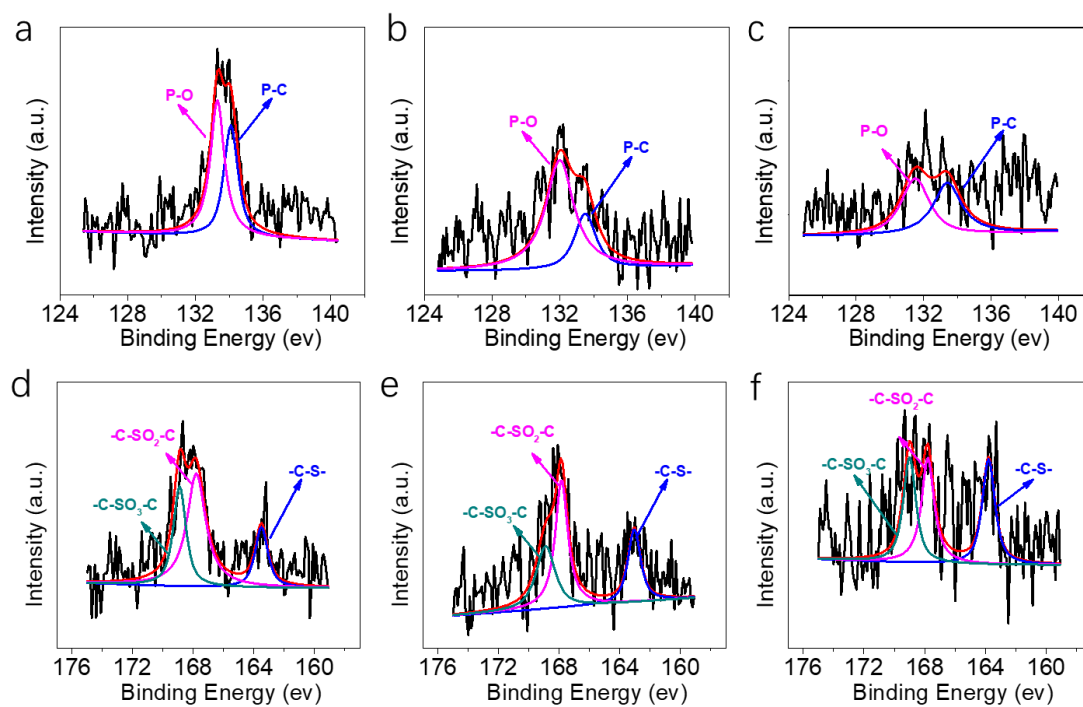 a
P-O
P-C
Intensity (a.u.)
124 128 132 136 140
Binding Energy (ev)
b
P-O
P-C
Intensity (a.u.)
124 128 132 136 140
Binding Energy (ev)
c
P-O
P-C
Intensity (a.u.)
124 128 132 136 140
Binding Energy (ev)
d
-C-SO₂-C
-C-S-
-C-SO₃-C
Intensity (a.u.)
176 172 168 164 160
Binding Energy (ev)
e
-C-SO₂-C
-C-S-
-C-SO₃-C
Intensity (a.u.)
176 172 168 164 160
Binding Energy (ev)
f
-C-SO₂-C
-C-SO₃-C
-C-S-
Intensity (a.u.)
176 172 168 164 160
Binding Energy (ev)